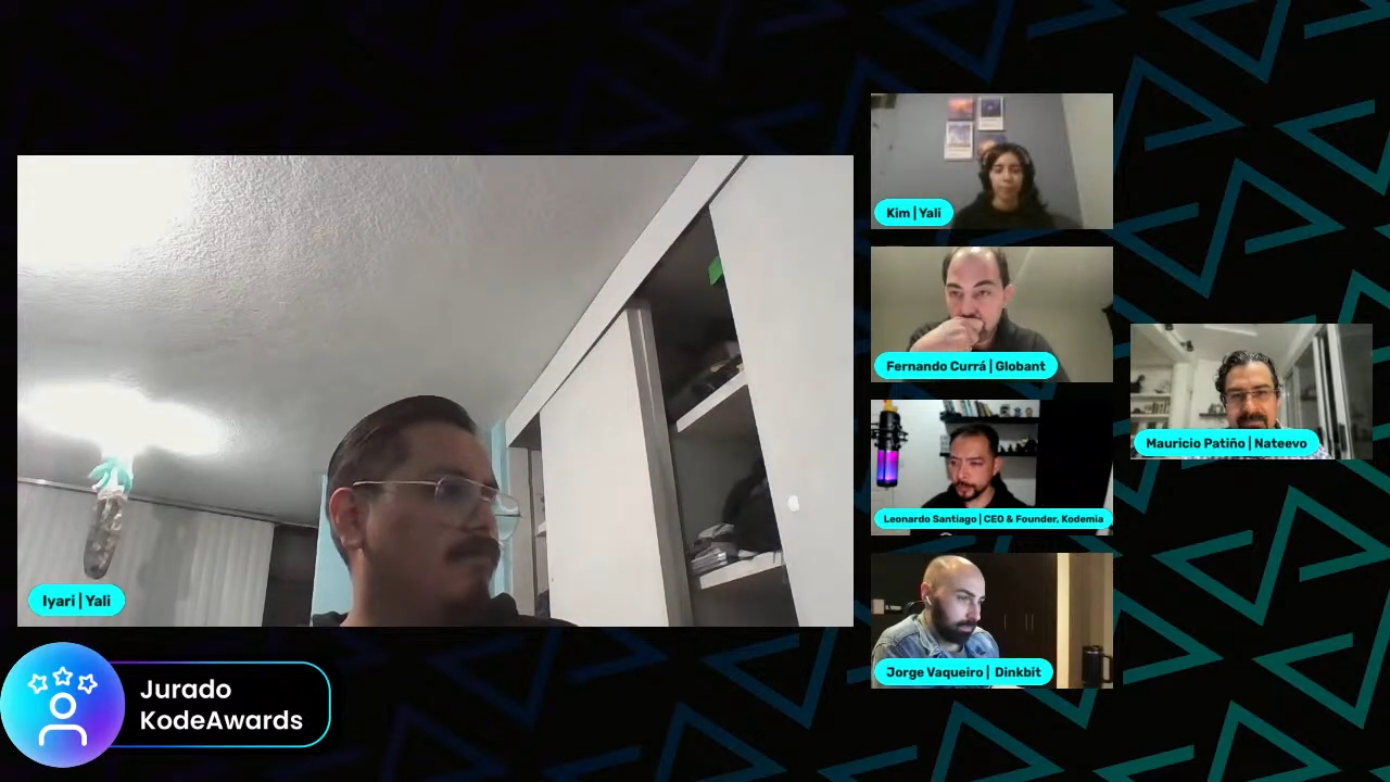 Iyari | Yali
Kim | Yali
Fernando Currá | Globant
Leonardo Santiago | CEO & Founder, Kodemia
Jorge Vaqueiro | Dinkbit
Mauricio Patiño | Nateevo
Jurado
KodeAwards